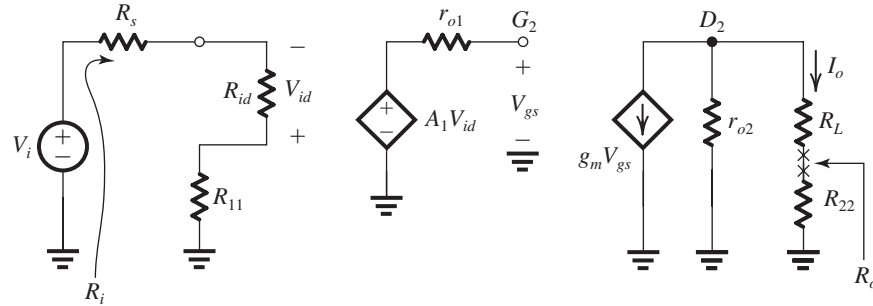 R_s
V_i
+
−
R_i
−
R_id
V_id
+
R_11
r_o1
G_2
+
−
A_1V_id
+
V_gs
−
D_2
g_mV_gs
r_o2
I_o
R_L
R_22